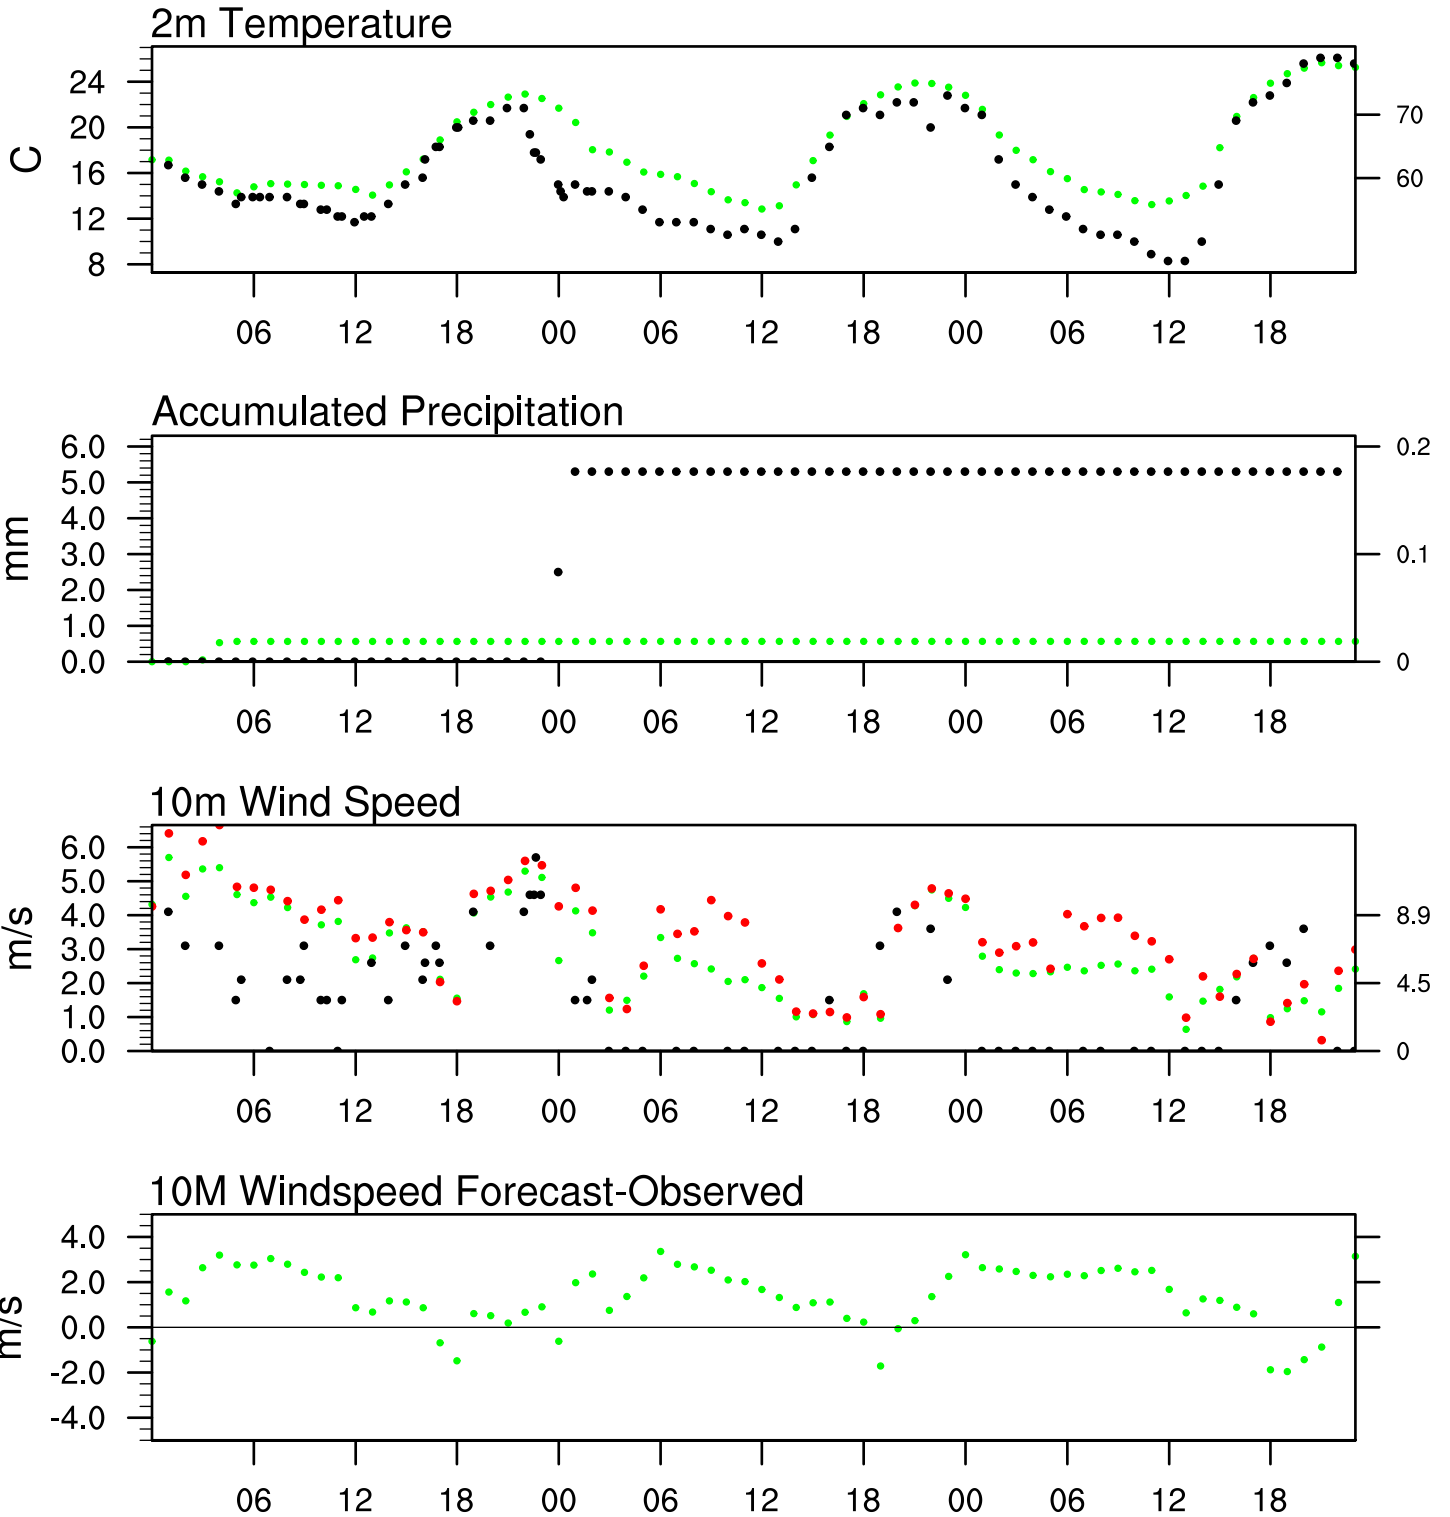 2m Temperature
24
20
16
12
8
C
70
60
06 12 18 00 06 12 18 00 06 12 18
Accumulated Precipitation
6.0
5.0
4.0
3.0
2.0
1.0
0.0
mm
0.2
0.1
0
06 12 18 00 06 12 18 00 06 12 18
10m Wind Speed
6.0
5.0
4.0
3.0
2.0
1.0
0.0
m/s
8.9
4.5
0
06 12 18 00 06 12 18 00 06 12 18
10M Windspeed Forecast-Observed
4.0
2.0
0.0
-2.0
-4.0
m/s
06 12 18 00 06 12 18 00 06 12 18